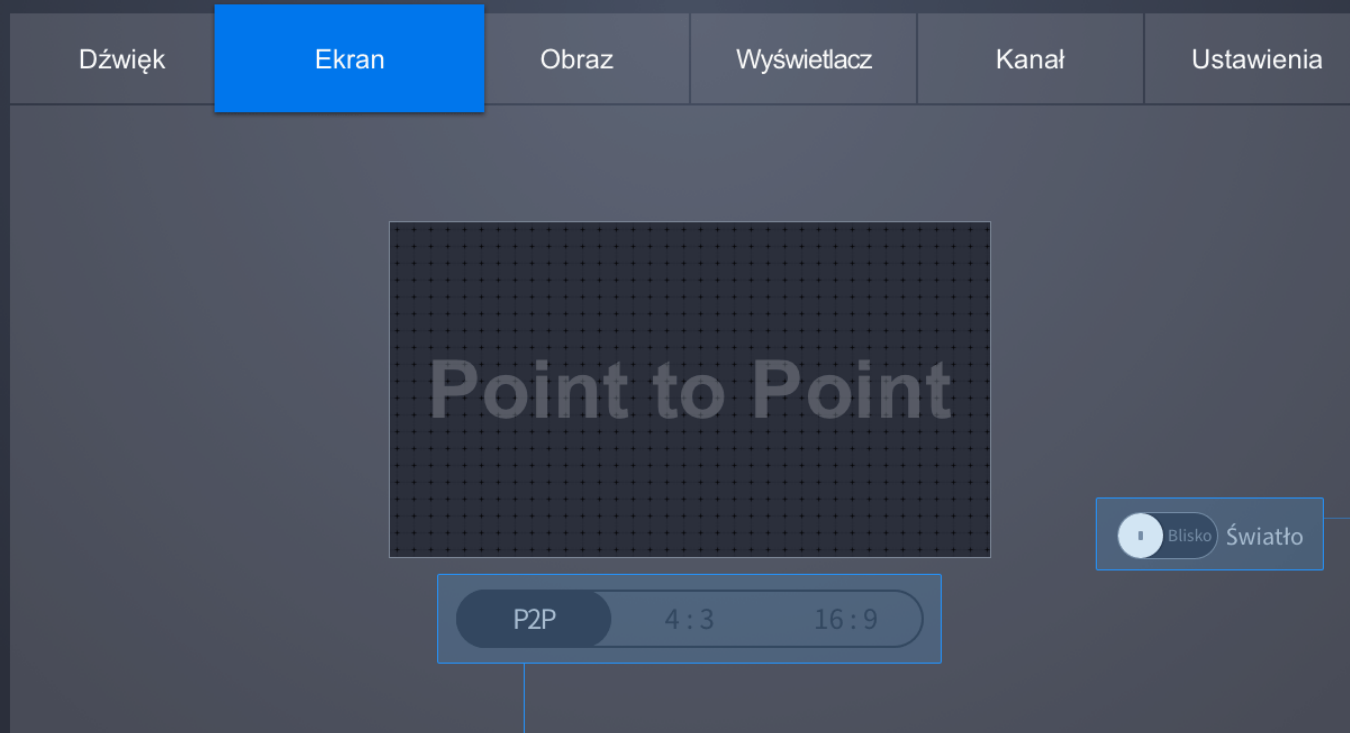 Dźwięk Ekran Obraz Wyświetlacz Kanał Ustawienia
Point to Point
Blisko Światło
P2P 4 : 3 16 : 9